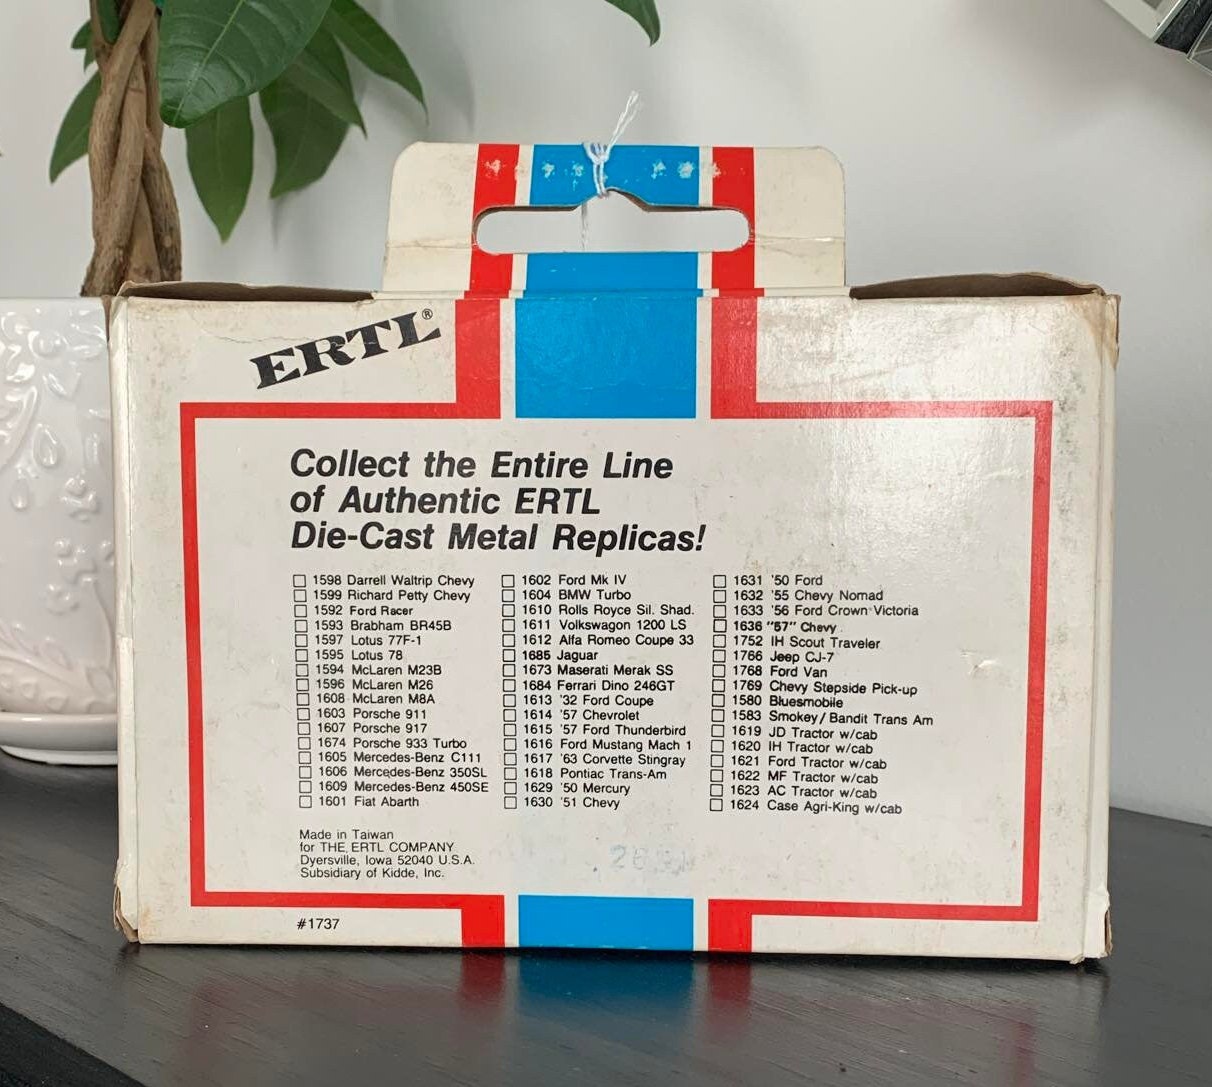 ERTL®
Collect the Entire Line
of Authentic ERTL
Die-Cast Metal Replicas!
1598 Darrell Waltrip Chevy
1599 Richard Petty Chevy
1592 Ford Racer
1593 Brabham BR45B
1597 Lotus 77F-1
1595 Lotus 78
1594 McLaren M23B
1596 McLaren M26
1608 McLaren M8A
1603 Porsche 911
1607 Porsche 917
1674 Porsche 933 Turbo
1605 Mercedes-Benz C111
1606 Mercedes-Benz 350SL
1609 Mercedes-Benz 450SE
1601 Fiat Abarth
1602 Ford Mk IV
1604 BMW Turbo
1610 Rolls Royce Sil. Shad.
1611 Volkswagon 1200 LS
1612 Alfa Romeo Coupe 33
1685 Jaguar
1673 Maserati Merak SS
1684 Ferrari Dino 246GT
1613 '32 Ford Coupe
1614 '57 Chevrolet
1615 '57 Ford Thunderbird
1616 Ford Mustang Mach 1
1617 '63 Corvette Stingray
1618 Pontiac Trans-Am
1629 '50 Mercury
1630 '51 Chevy
1631 '50 Ford
1632 '55 Chevy Nomad
1633 '56 Ford Crown Victoria
1636 "57" Chevy
1752 IH Scout Traveler
1766 Jeep CJ-7
1768 Ford Van
1769 Chevy Stepside Pick-up
1580 Bluesmobile
1583 Smokey/Bandit Trans Am
1619 JD Tractor w/cab
1620 IH Tractor w/cab
1621 Ford Tractor w/cab
1622 MF Tractor w/cab
1623 AC Tractor w/cab
1624 Case Agri-King w/cab
Made in Taiwan
for THE ERTL COMPANY
Dyersville, Iowa 52040 U.S.A.
Subsidiary of Kidde, Inc.
#1737